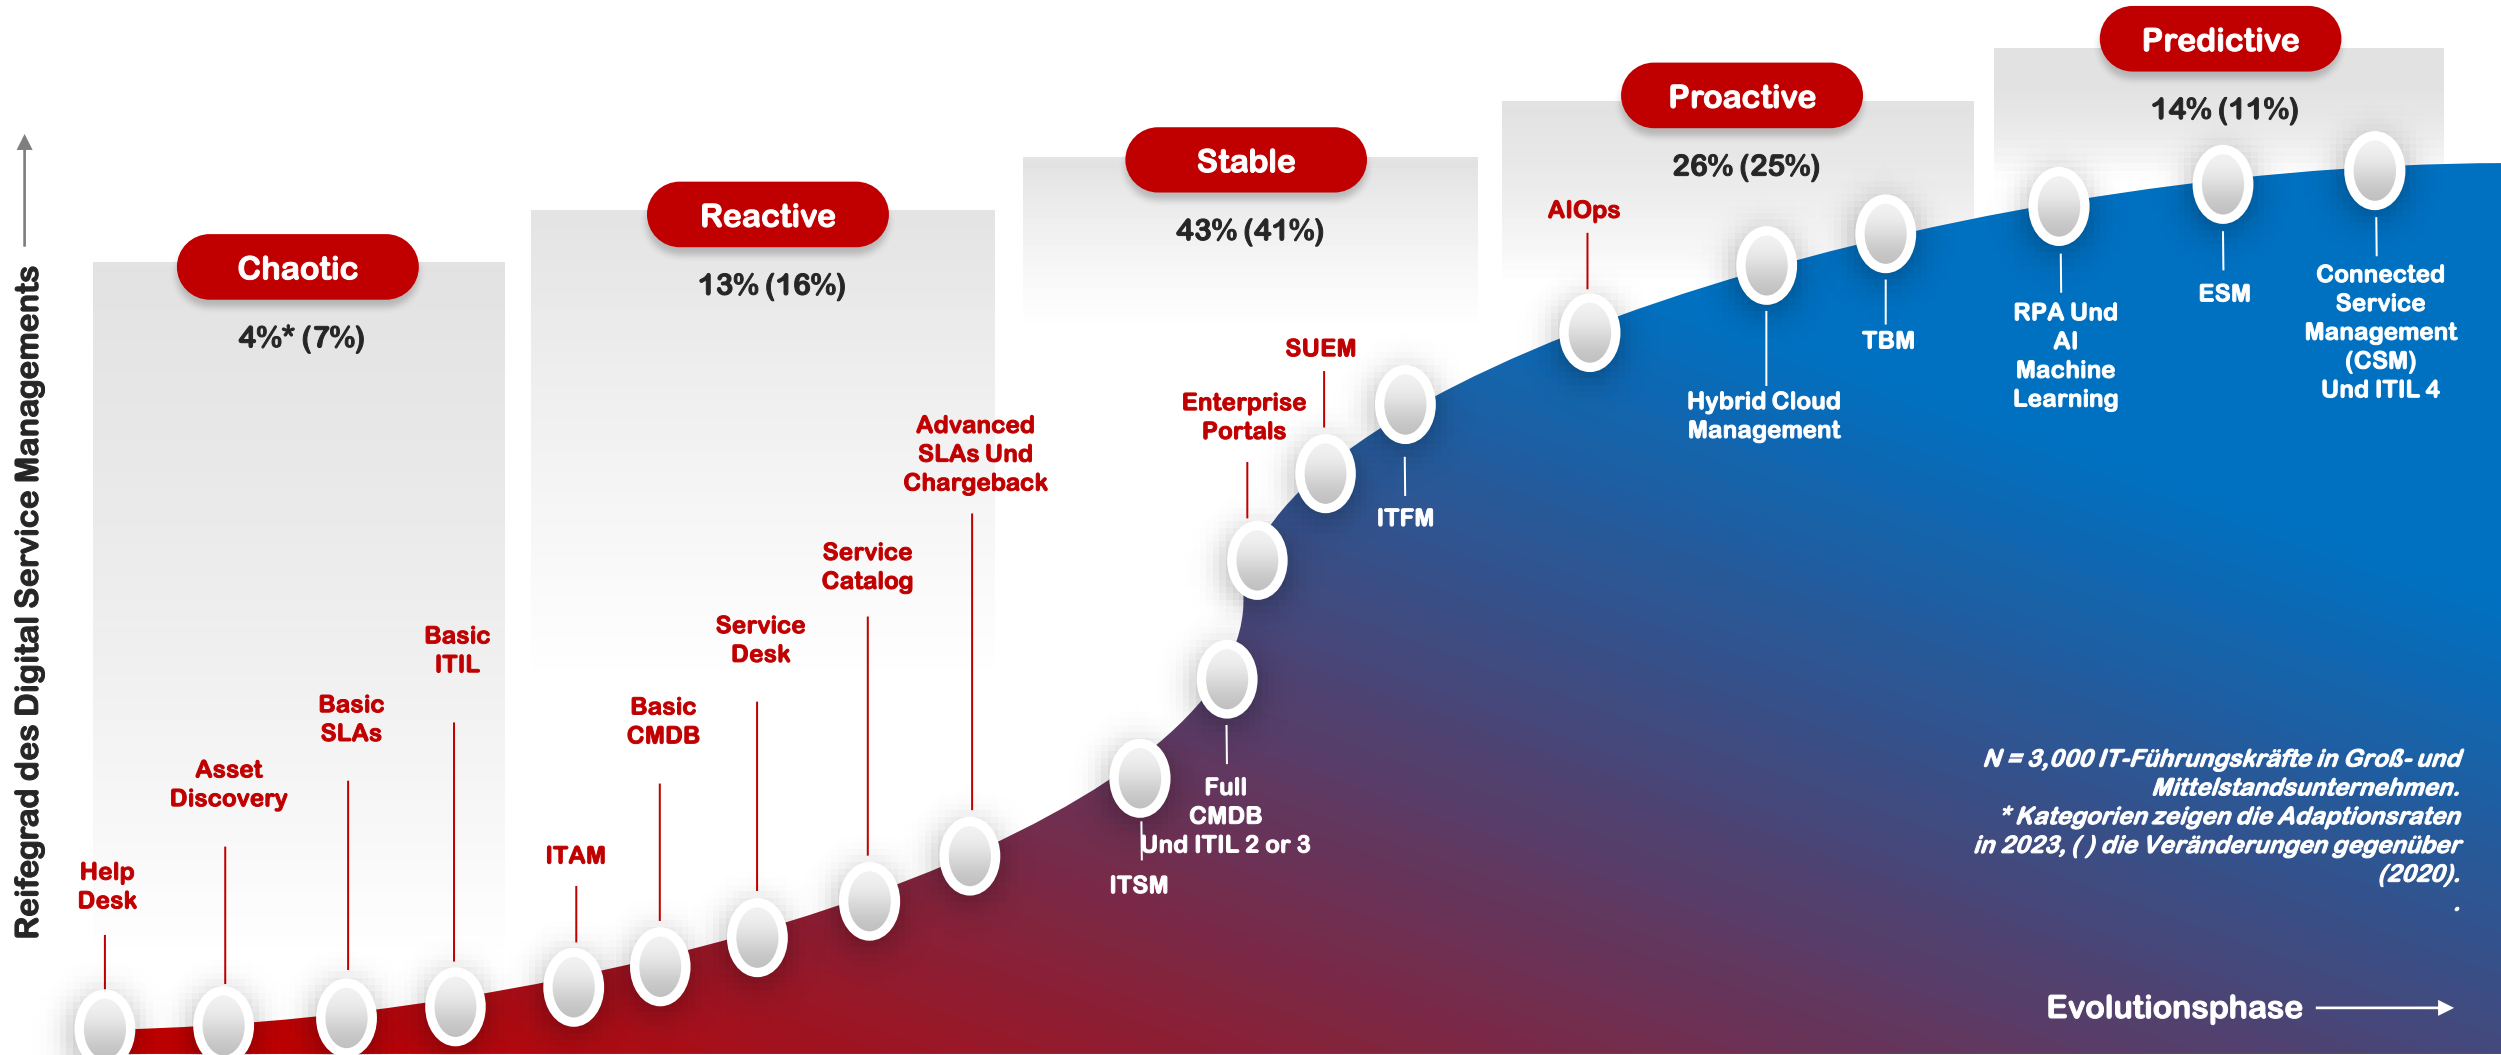 Reifegrad des Digital Service Managements
Chaotic
4%* (7%)
Help
Desk
Asset
Discovery
Basic
SLAs
Basic
ITIL
Reactive
13% (16%)
ITAM
Basic
CMDB
Service
Desk
Service
Catalog
Advanced
SLAs Und
Chargeback
Stable
43% (41%)
ITSM
Full
CMDB
Und ITIL 2 or 3
Enterprise
Portals
SUEM
ITFM
Proactive
26% (25%)
AIOps
Hybrid Cloud
Management
TBM
Predictive
14% (11%)
RPA Und
AI
Machine
Learning
ESM
Connected
Service
Management
(CSM)
Und ITIL 4
N = 3,000 IT-Führungskräfte in Groß- und
Mittelstandsunternehmen.
* Kategorien zeigen die Adaptionsraten
in 2023, ( ) die Veränderungen gegenüber
(2020).
.
Evolutionsphase